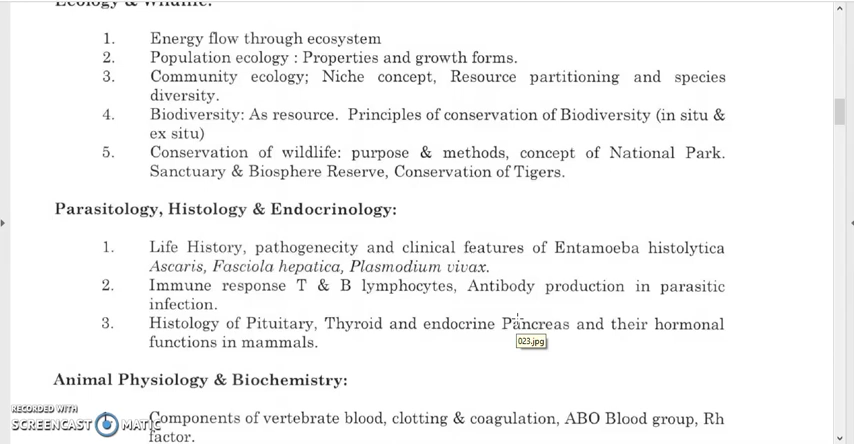 Ecology & Wildlife:
1. Energy flow through ecosystem
2. Population ecology : Properties and growth forms.
3. Community ecology; Niche concept, Resource partitioning and species
diversity.
4. Biodiversity: As resource. Principles of conservation of Biodiversity (in situ &
ex situ)
5. Conservation of wildlife: purpose & methods, concept of National Park.
Sanctuary & Biosphere Reserve, Conservation of Tigers.
Parasitology, Histology & Endocrinology:
1. Life History, pathogenecity and clinical features of Entamoeba histolytica
Ascaris, Fasciola hepatica, Plasmodium vivax.
2. Immune response T & B lymphocytes, Antibody production in parasitic
infection.
3. Histology of Pituitary, Thyroid and endocrine Pancreas and their hormonal
functions in mammals.
023.jpg
Animal Physiology & Biochemistry:
RECORDED WITH
SCREENCAST MATIC
Components of vertebrate blood, clotting & coagulation, ABO Blood group, Rh
factor.